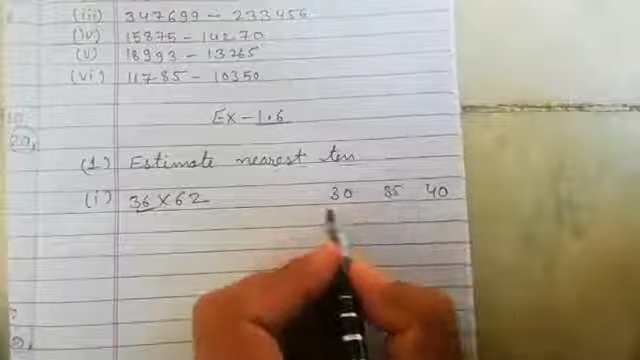 (iii) 347699 - 233456
(iv) 15875 - 14270
(v) 18993 - 13265
(vi) 11785 - 10350
Ex - 1.6
(1) Estimate nearest ten
(i) 36 x 62 30 35 40